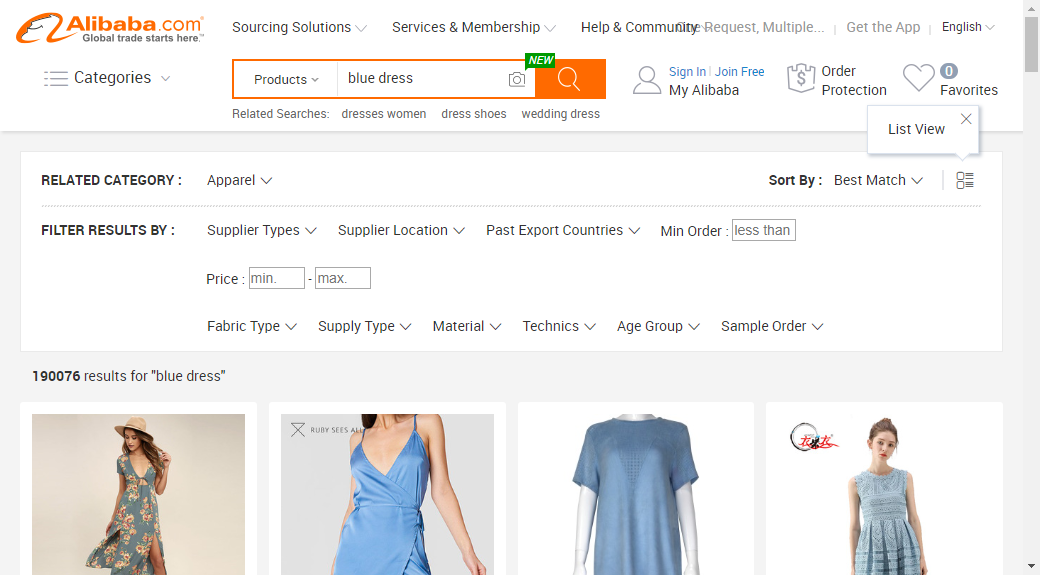 Alibaba.com
Global trade starts here.™
Sourcing Solutions
Services & Membership
Help & Community
One Request, Multiple...
Get the App
English
Categories
Products
blue dress
NEW
Sign In
Join Free
My Alibaba
Order
Protection
0
Favorites
Related Searches: dresses women dress shoes wedding dress
List View
RELATED CATEGORY :
Apparel
Sort By :
Best Match
FILTER RESULTS BY :
Supplier Types
Supplier Location
Past Export Countries
Min Order : less than
Price : min. - max.
Fabric Type
Supply Type
Material
Technics
Age Group
Sample Order
190076 results for "blue dress"
RUBY SEES ALL